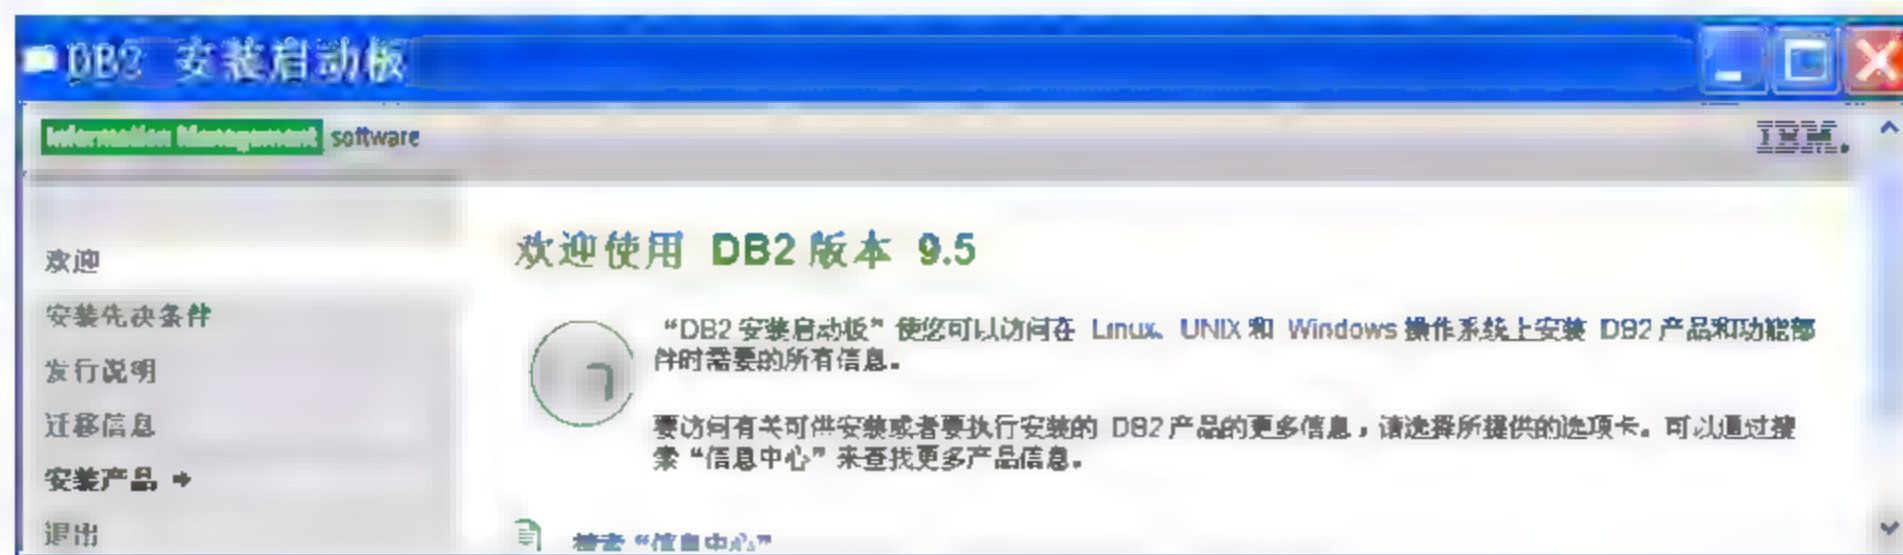 DB2 安装启动板
Information Management software
IBM.
欢迎
安装先决条件
发行说明
迁移信息
安装产品
退出
欢迎使用 DB2 版本 9.5
“DB2 安装启动板”使您可以访问在 Linux、UNIX 和 Windows 操作系统上安装 DB2 产品和功能部
件时需要的所有信息。
要访问有关可供安装或者要执行安装的 DB2 产品的更多信息，请选择所提供的选项卡。可以通过搜
索“信息中心”来查找更多产品信息。
搜索“信息中心”